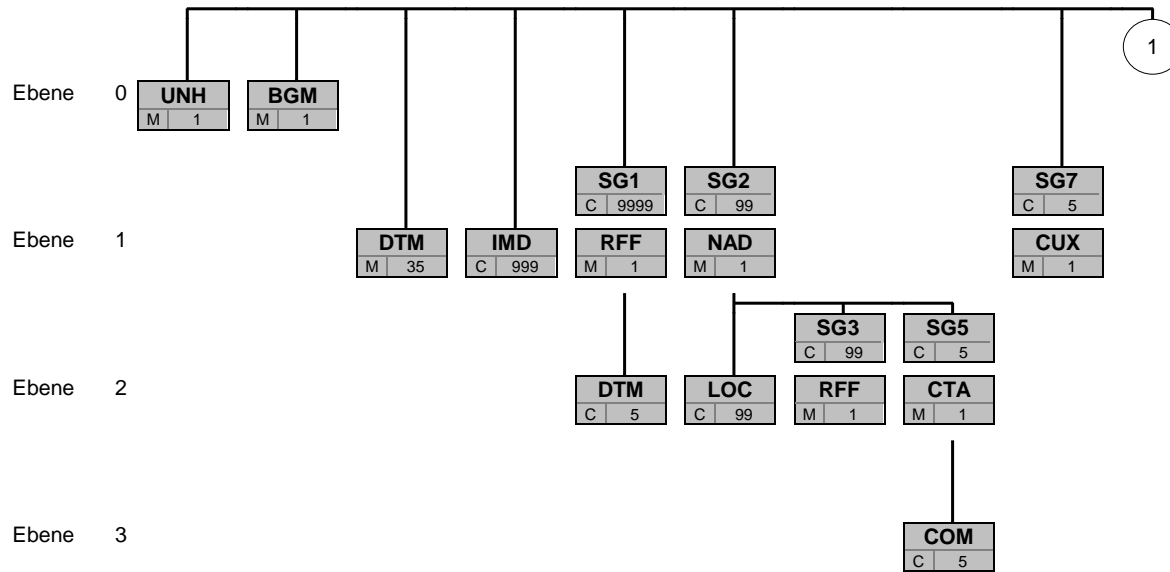 1
Ebene 0 UNH BGM
M 1 M 1
SG1 SG2 SG7
C 9999 C 99 C 5
Ebene 1 DTM IMD RFF NAD CUX
M 35 C 999 M 1 M 1 M 1
SG3 SG5
C 99 C 5
Ebene 2 DTM LOC RFF CTA
C 5 C 99 M 1 M 1
Ebene 3 COM
C 5